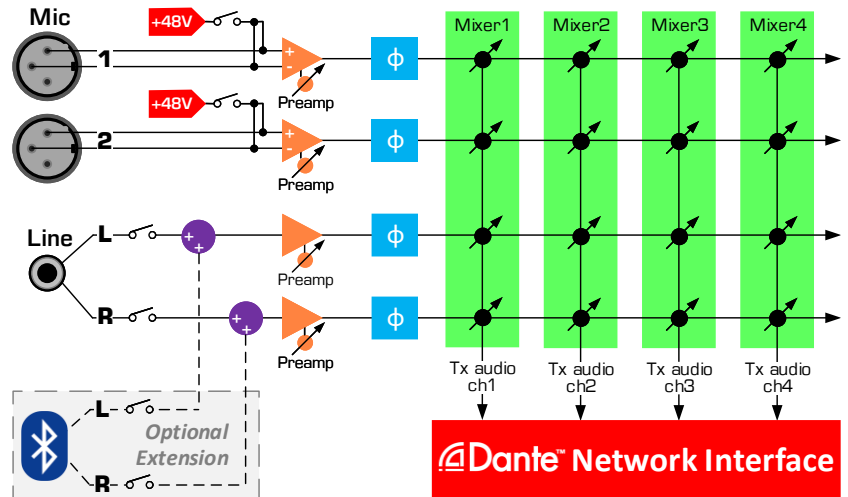 Mic
+48V
Mixer1 Mixer2 Mixer3 Mixer4
1
+
-
ϕ
Preamp
+48V
2
+
-
ϕ
Preamp
Line
L
+
+
ϕ
Preamp
R
+
+
ϕ
Preamp
Tx audio ch1
Tx audio ch2
Tx audio ch3
Tx audio ch4
L
Optional
Extension
R
Dante™ Network Interface